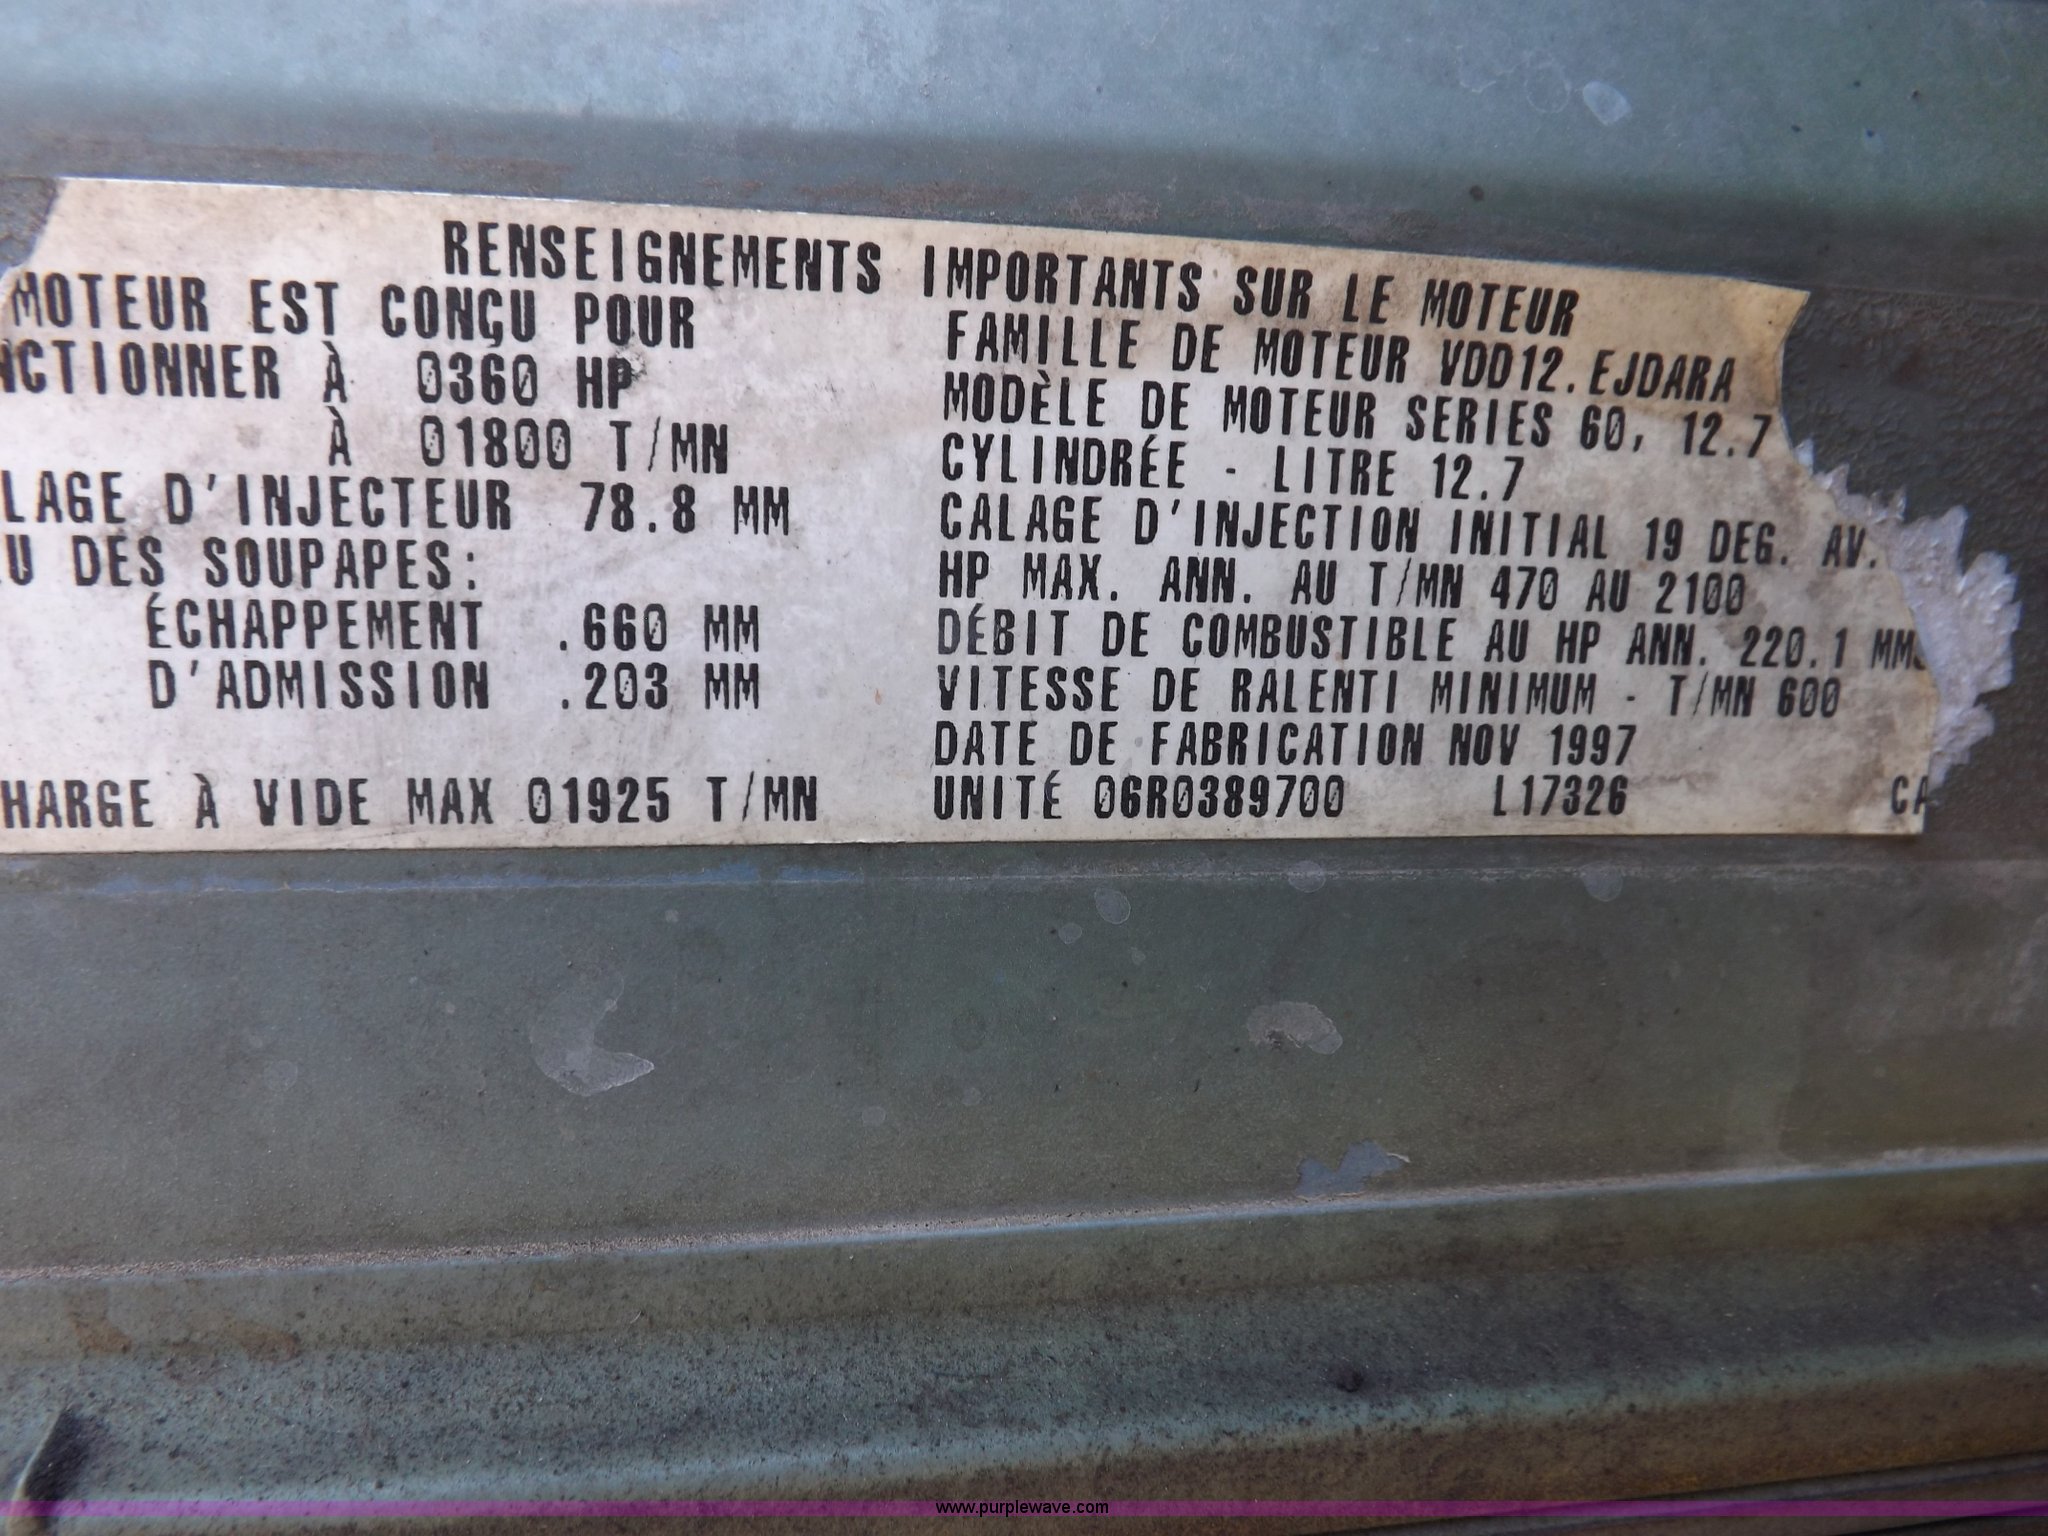 RENSEIGNEMENTS IMPORTANTS SUR LE MOTEUR
MOTEUR EST CONÇU POUR
NCTIONNER À 0360 HP
À 01800 T/MN
LAGE D'INJECTEUR 78.8 MM
U DES SOUPAPES:
ÉCHAPPEMENT .660 MM
D'ADMISSION .203 MM
HARGE À VIDE MAX 01925 T/MN
FAMILLE DE MOTEUR VDD12.EJDARA
MODÈLE DE MOTEUR SERIES 60, 12.7
CYLINDRÉE - LITRE 12.7
CALAGE D'INJECTION INITIAL 19 DEG. AV.
HP MAX. ANN. AU T/MN 470 AU 2100
DÉBIT DE COMBUSTIBLE AU HP ANN. 220.1 MM
VITESSE DE RALENTI MINIMUM - T/MN 600
DATE DE FABRICATION NOV 1997
UNITÉ 06R0389700 L17326 CA
www.purplewave.com